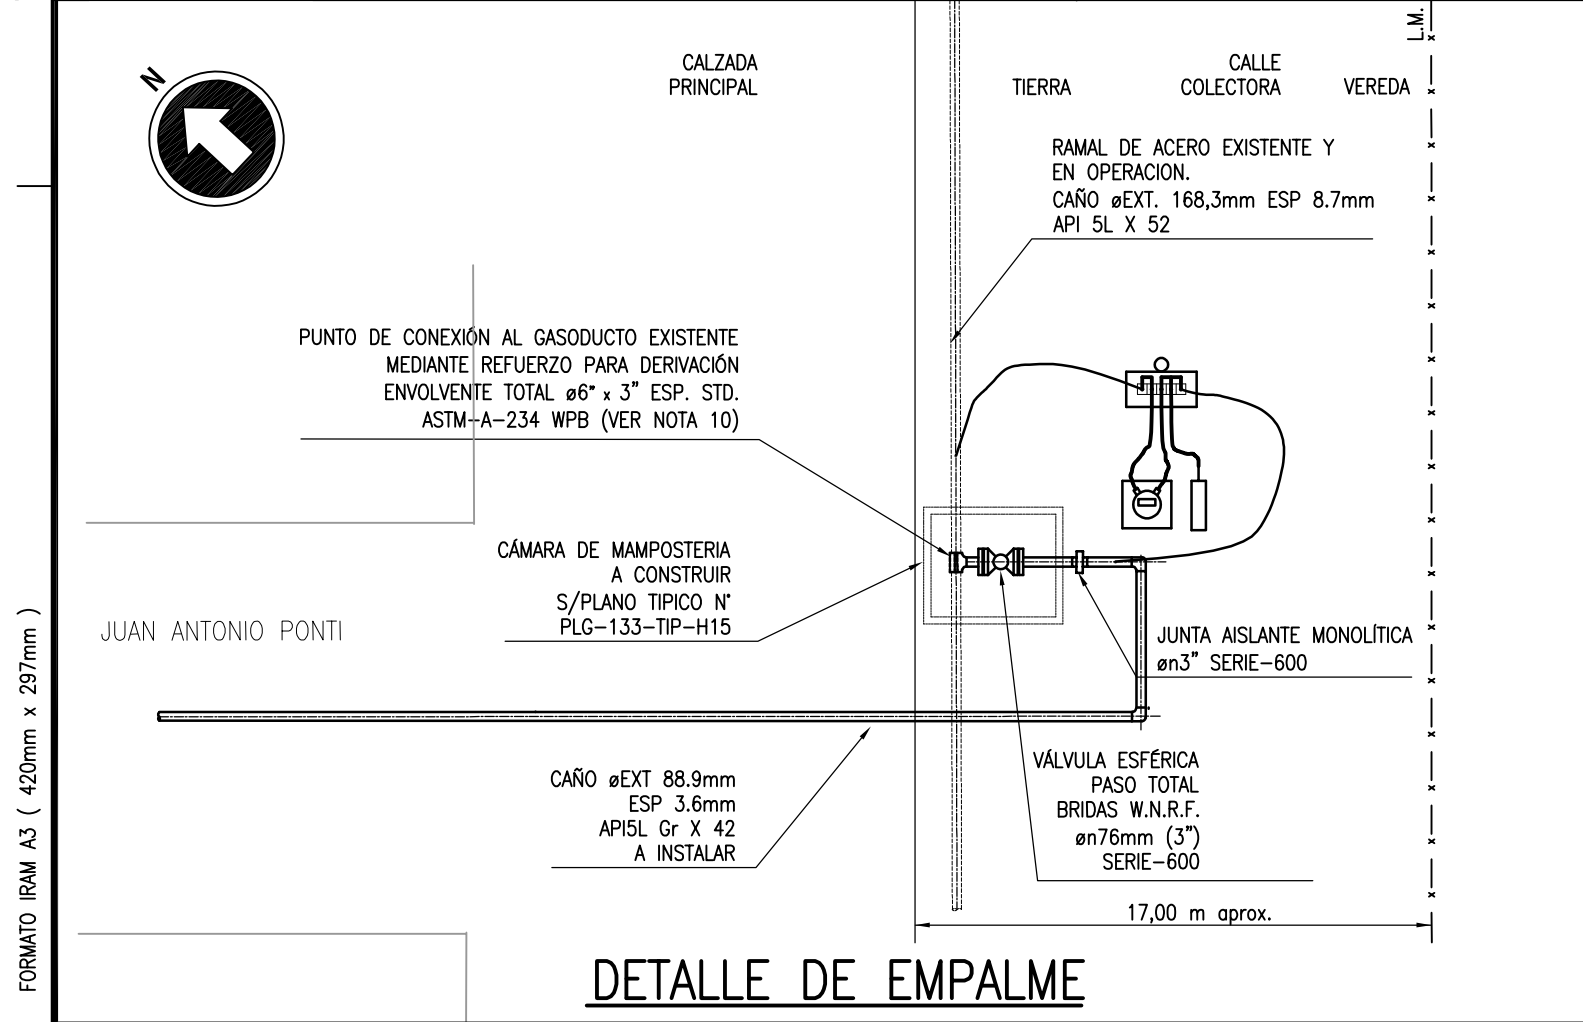 L.M.
N
CALZADA
PRINCIPAL
TIERRA
CALLE
COLECTORA
VEREDA
RAMAL DE ACERO EXISTENTE Y
EN OPERACION.
CAÑO øEXT. 168,3mm ESP 8.7mm
API 5L X 52
PUNTO DE CONEXIÓN AL GASODUCTO EXISTENTE
MEDIANTE REFUERZO PARA DERIVACIÓN
ENVOLVENTE TOTAL ø6" x 3" ESP. STD.
ASTM-A-234 WPB (VER NOTA 10)
CÁMARA DE MAMPOSTERIA
A CONSTRUIR
S/PLANO TIPICO N°
PLG-133-TIP-H15
JUAN ANTONIO PONTI
JUNTA AISLANTE MONOLÍTICA
øn3" SERIE-600
CAÑO øEXT 88.9mm
ESP 3.6mm
API5L Gr X 42
A INSTALAR
VÁLVULA ESFÉRICA
PASO TOTAL
BRIDAS W.N.R.F.
øn76mm (3")
SERIE-600
17,00 m aprox.
DETALLE DE EMPALME
FORMATO IRAM A3 ( 420mm x 297mm )